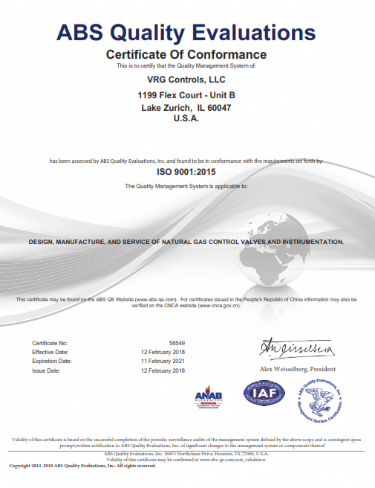 ABS Quality Evaluations
Certificate Of Conformance
This is to certify that the Quality Management System of:
VRG Controls, LLC
1199 Flex Court - Unit B
Lake Zurich, IL 60047
U.S.A.
has been assessed by ABS Quality Evaluations, Inc. and found to be in conformance with the requirements set forth by:
ISO 9001:2015
The Quality Management System is applicable to:
DESIGN, MANUFACTURE, AND SERVICE OF NATURAL GAS CONTROL VALVES AND INSTRUMENTATION.
This certificate may be found on the ABS QE Website (www.abs-qe.com). For certificates issued in the People's Republic of China information may also be
verified on the CNCA website (www.cnca.gov.cn).
Certificate No: 56549
Effective Date: 12 February 2018
Expiration Date: 11 February 2021
Issue Date: 12 February 2018
Alex Weisselberg, President
ANAB
IAF
ABS Quality Evaluations, Inc.
Management System Certification
Validity of this certificate is based on the successful completion of the periodic surveillance audits of the management system defined by the above scope and is contingent upon
prompt, written notification to ABS Quality Evaluations, Inc. of significant changes to the management system or components thereof.
ABS Quality Evaluations, Inc. 16855 Northchase Drive, Houston, TX 77060, U.S.A.
Validity of this certificate may be confirmed at www.abs-qe.com/cert_validation.
Copyright 2011-2018 ABS Quality Evaluations, Inc. All rights reserved.